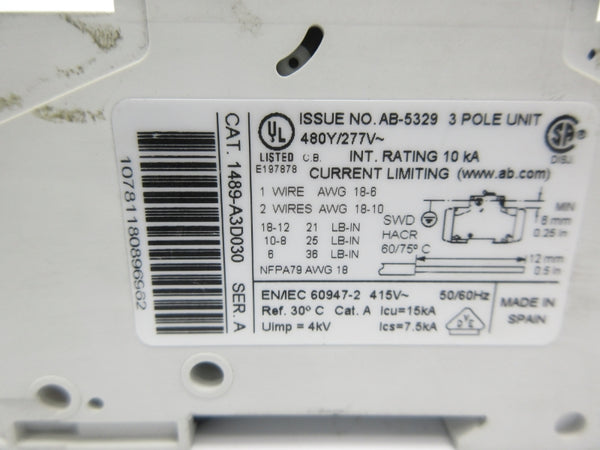 10781180896962
CAT. 1489-A3D030 SER. A
UL
LISTED C.B.
E197878
ISSUE NO. AB-5329 3 POLE UNIT
480Y/277V~
INT. RATING 10 kA
CURRENT LIMITING (www.ab.com)
SA
1 WIRE AWG 18-6
2 WIRES AWG 18-10
18-12 21 LB-IN
10-8 25 LB-IN
6 36 LB-IN
NFPA79 AWG 18
SWD
HACR
60/75° C
MIN
6 mm
0.25 in
12 mm
0.5 in
EN/IEC 60947-2 415V~ 50/60Hz
Ref. 30° C Cat. A Icu=15kA
Uimp = 4kV Ics=7.5kA
MADE IN
SPAIN